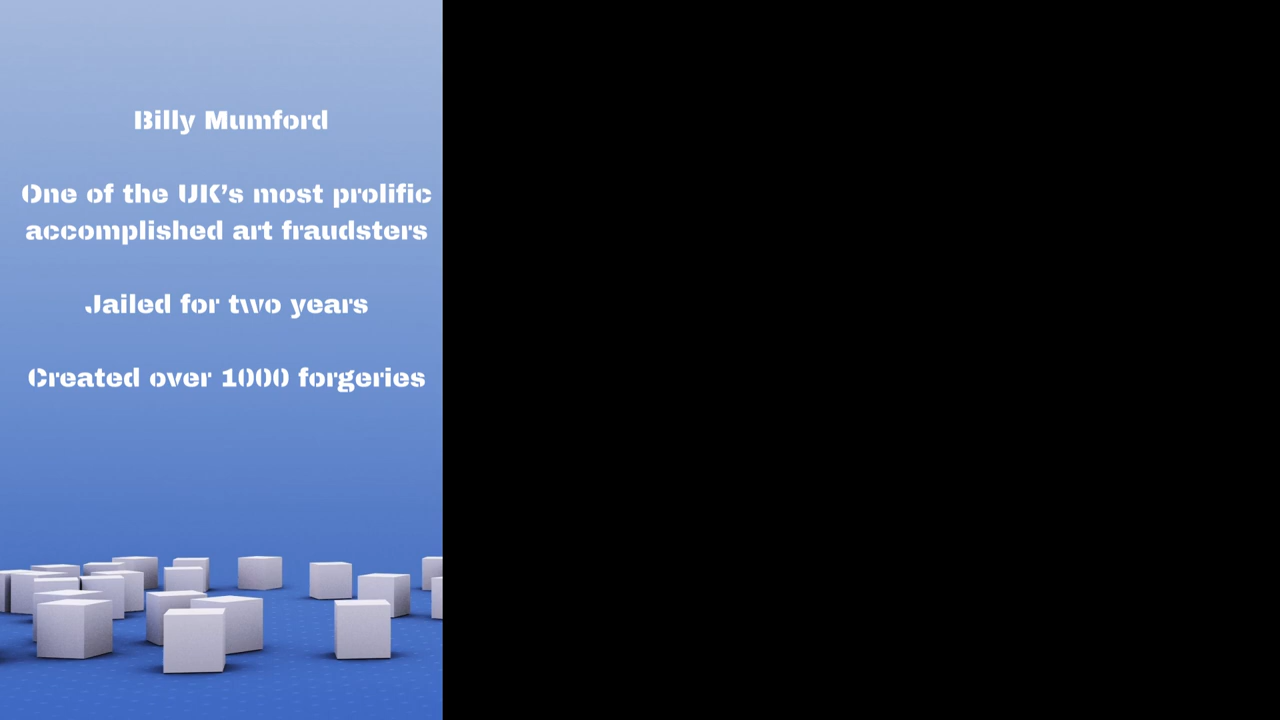 Billy Mumford
One of the UK's most prolific
accomplished art fraudsters
Jailed for two years
Created over 1000 forgeries